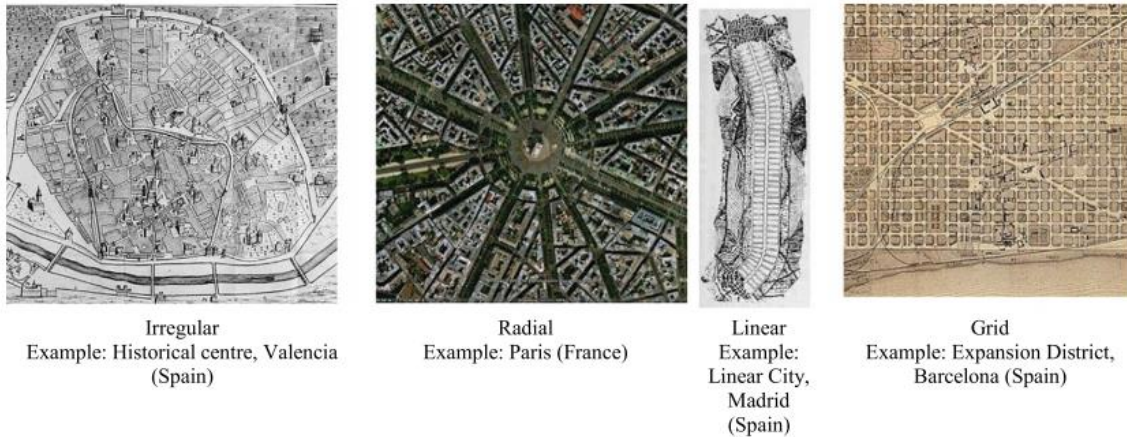 Irregular
Example: Historical centre, Valencia
(Spain)
Radial
Example: Paris (France)
Linear
Example:
Linear City,
Madrid
(Spain)
Grid
Example: Expansion District,
Barcelona (Spain)